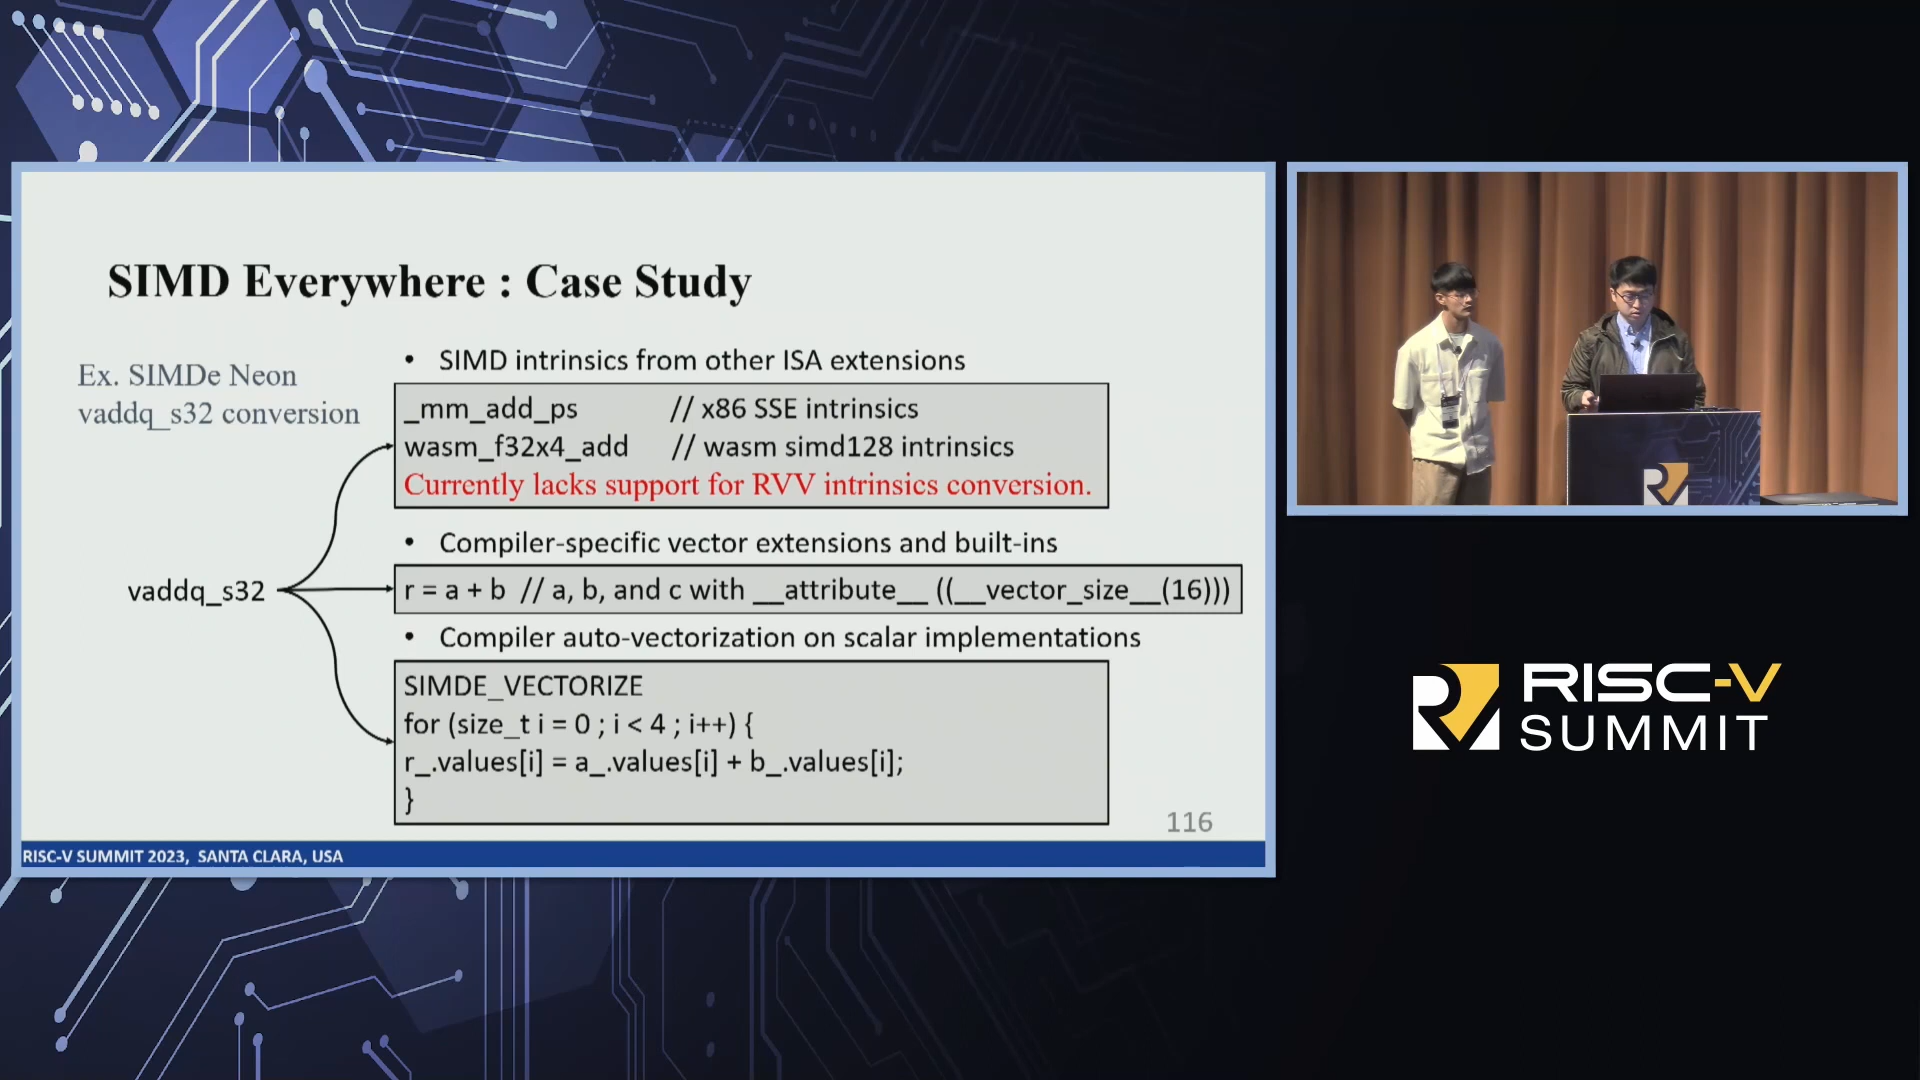 SIMD Everywhere : Case Study
Ex. SIMDe Neon
vaddq_s32 conversion
• SIMD intrinsics from other ISA extensions
_mm_add_ps // x86 SSE intrinsics
wasm_f32x4_add // wasm simd128 intrinsics
Currently lacks support for RVV intrinsics conversion.
• Compiler-specific vector extensions and built-ins
vaddq_s32
r = a + b // a, b, and c with __attribute__ ((__vector_size__(16)))
• Compiler auto-vectorization on scalar implementations
SIMDE_VECTORIZE
for (size_t i = 0 ; i < 4 ; i++) {
r_.values[i] = a_.values[i] + b_.values[i];
}
116
RISC-V SUMMIT 2023, SANTA CLARA, USA
RISC-V
SUMMIT